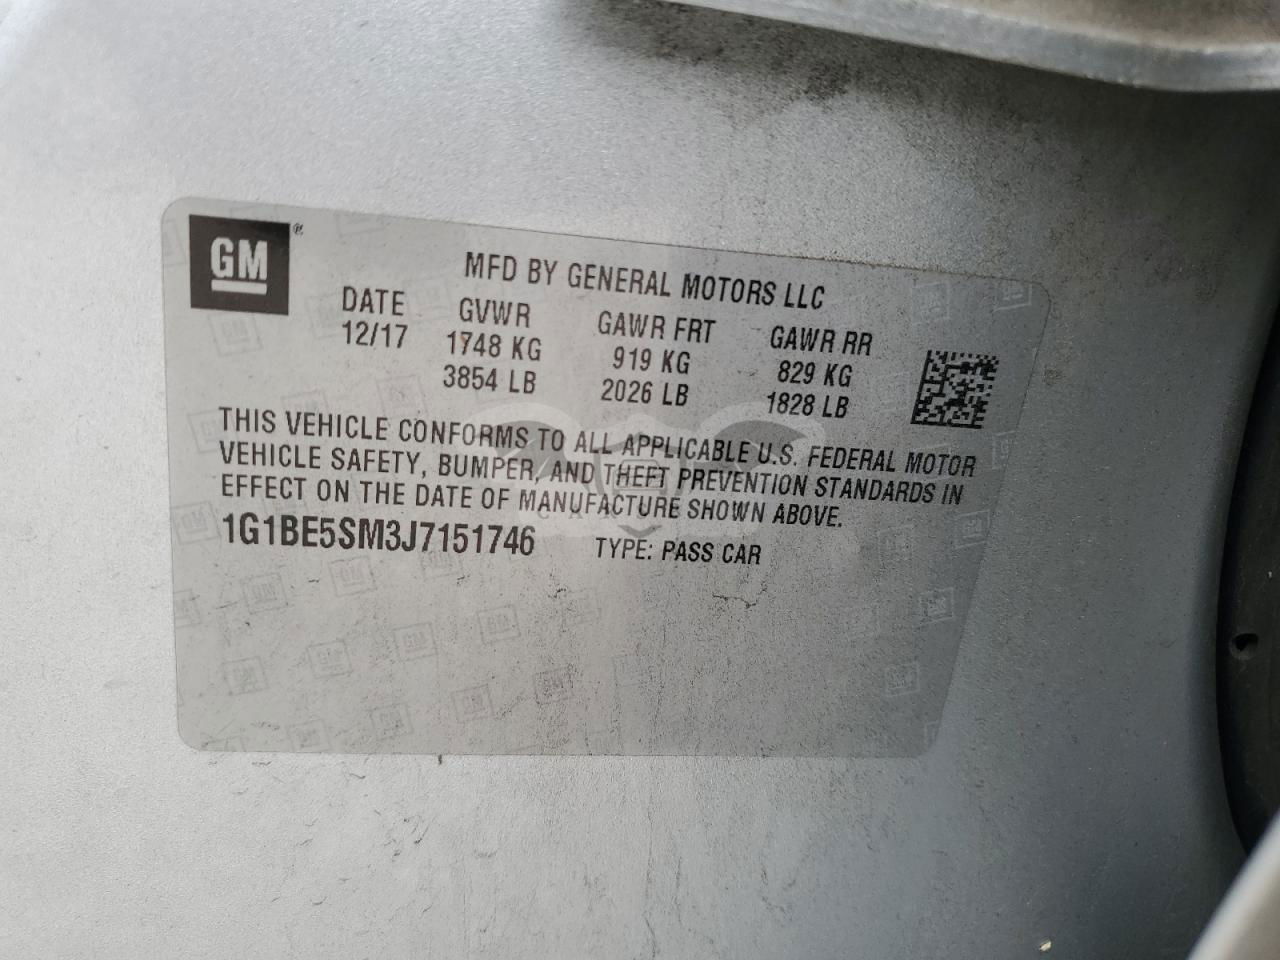 GM®
MFD BY GENERAL MOTORS LLC
DATE GVWR GAWR FRT GAWR RR
12/17 1748 KG 919 KG 829 KG
3854 LB 2026 LB 1828 LB
THIS VEHICLE CONFORMS TO ALL APPLICABLE U.S. FEDERAL MOTOR
VEHICLE SAFETY, BUMPER, AND THEFT PREVENTION STANDARDS IN
EFFECT ON THE DATE OF MANUFACTURE SHOWN ABOVE.
1G1BE5SM3J7151746 TYPE: PASS CAR